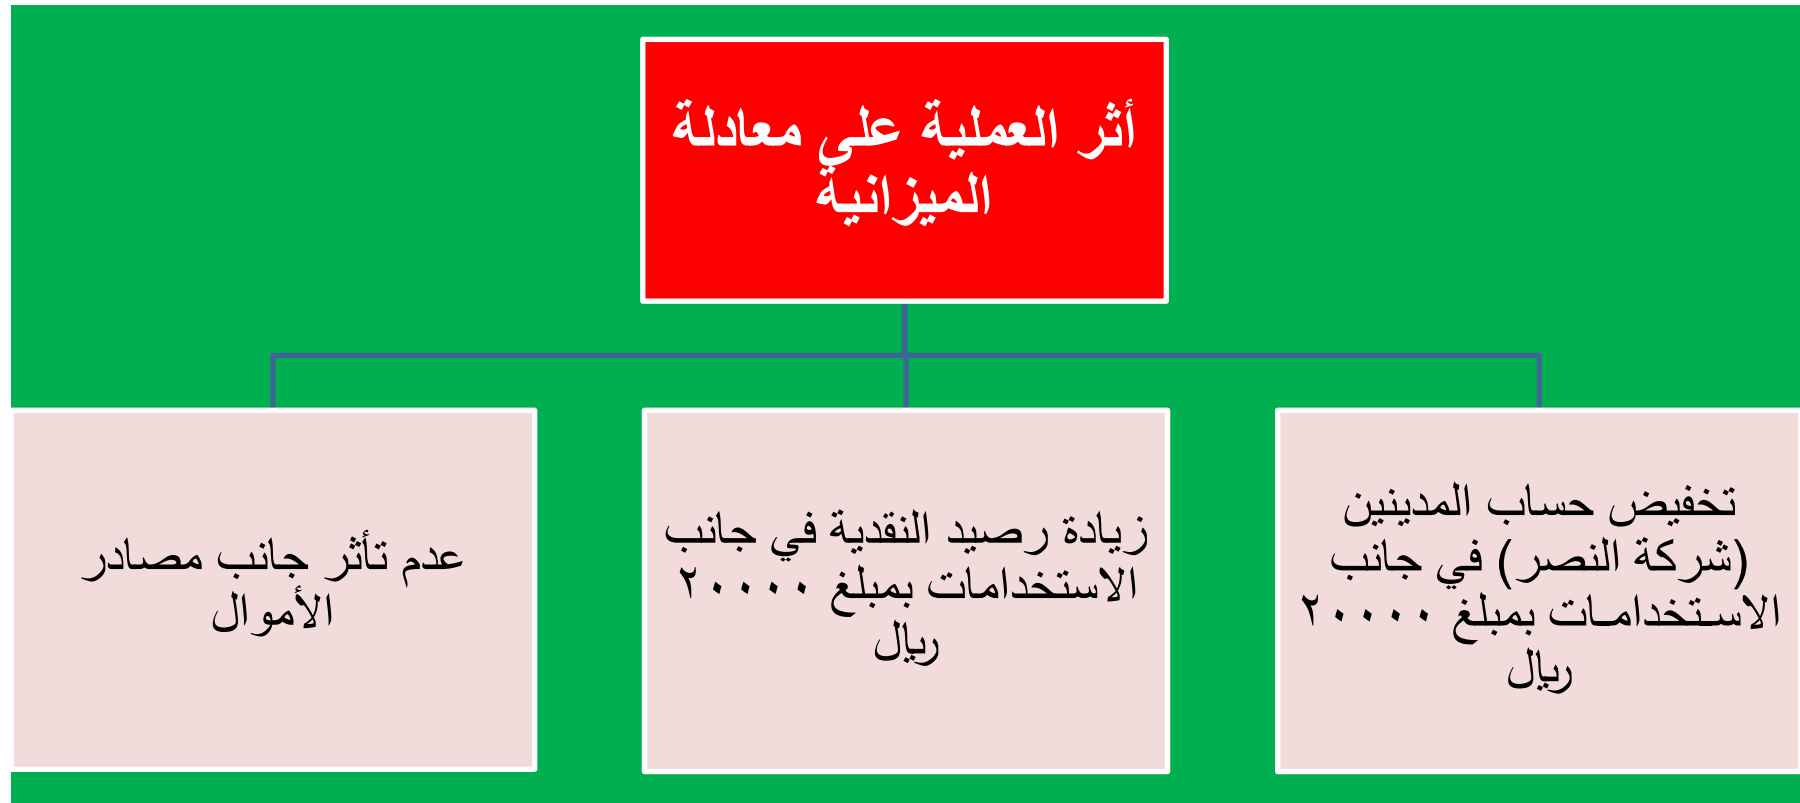 أثر العملية علي معادلة
الميزانية
تخفيض حساب المدينين
(شركة النصر) في جانب
الاستخدامات بمبلغ ٢٠٠٠٠
ريال
زيادة رصيد النقدية في جانب
الاستخدامات بمبلغ ٢٠٠٠٠
ريال
عدم تأثر جانب مصادر
الأموال